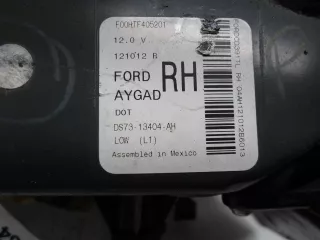 F00HTF40520T
12.0 V
121012 B
FORD RH
AYGAD
DOT
DS73-13404-AH
LOW (L1)
Assembled in Mexico